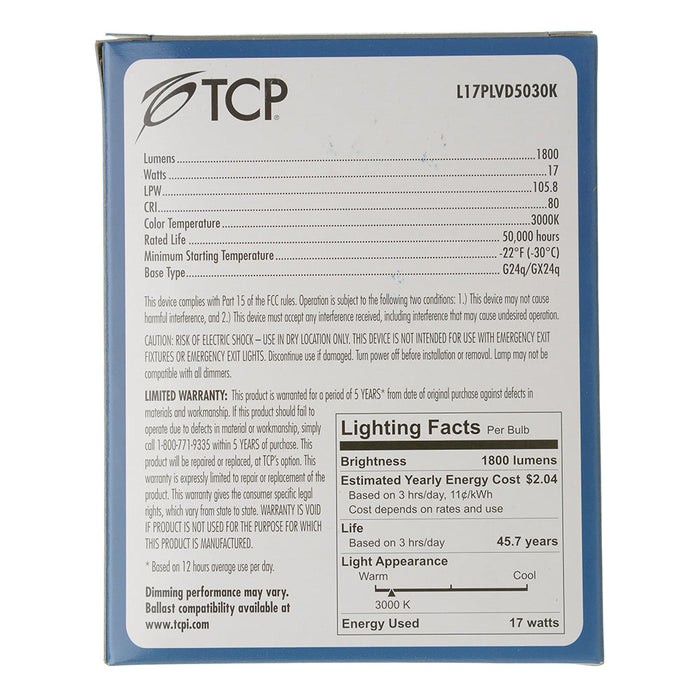 TCP®
L17PLVD5030K
Lumens 1800
Watts 17
LPW 105.8
CRI 80
Color Temperature 3000K
Rated Life 50,000 hours
Minimum Starting Temperature -22°F (-30°C)
Base Type G24q/GX24q
This device complies with Part 15 of the FCC rules. Operation is subject to the following two conditions: 1.) This device may not cause
harmful interference, and 2.) This device must accept any interference received, including interference that may cause undesired operation.
CAUTION: RISK OF ELECTRIC SHOCK – USE IN DRY LOCATION ONLY. THIS DEVICE IS NOT INTENDED FOR USE WITH EMERGENCY EXIT
FIXTURES OR EMERGENCY EXIT LIGHTS. Discontinue use if damaged. Turn power off before installation or removal. Lamp may not be
compatible with all dimmers.
LIMITED WARRANTY: This product is warranted for a period of 5 YEARS* from date of original purchase against defects in
materials and workmanship. If this product should fail to
operate due to defects in material or workmanship, simply
call 1-800-771-9335 within 5 YEARS of purchase. This
product will be repaired or replaced, at TCP's option. This
warranty is expressly limited to repair or replacement of the
product. This warranty gives the consumer specific legal
rights, which vary from state to state. WARRANTY IS VOID
IF PRODUCT IS NOT USED FOR THE PURPOSE FOR WHICH
THIS PRODUCT IS MANUFACTURED.
* Based on 12 hours average use per day.
Dimming performance may vary.
Ballast compatibility available at
www.tcpi.com
Lighting Facts Per Bulb
Brightness 1800 lumens
Estimated Yearly Energy Cost $2.04
Based on 3 hrs/day, 11¢/kWh
Cost depends on rates and use
Life
Based on 3 hrs/day 45.7 years
Light Appearance
Warm Cool
3000 K
Energy Used 17 watts